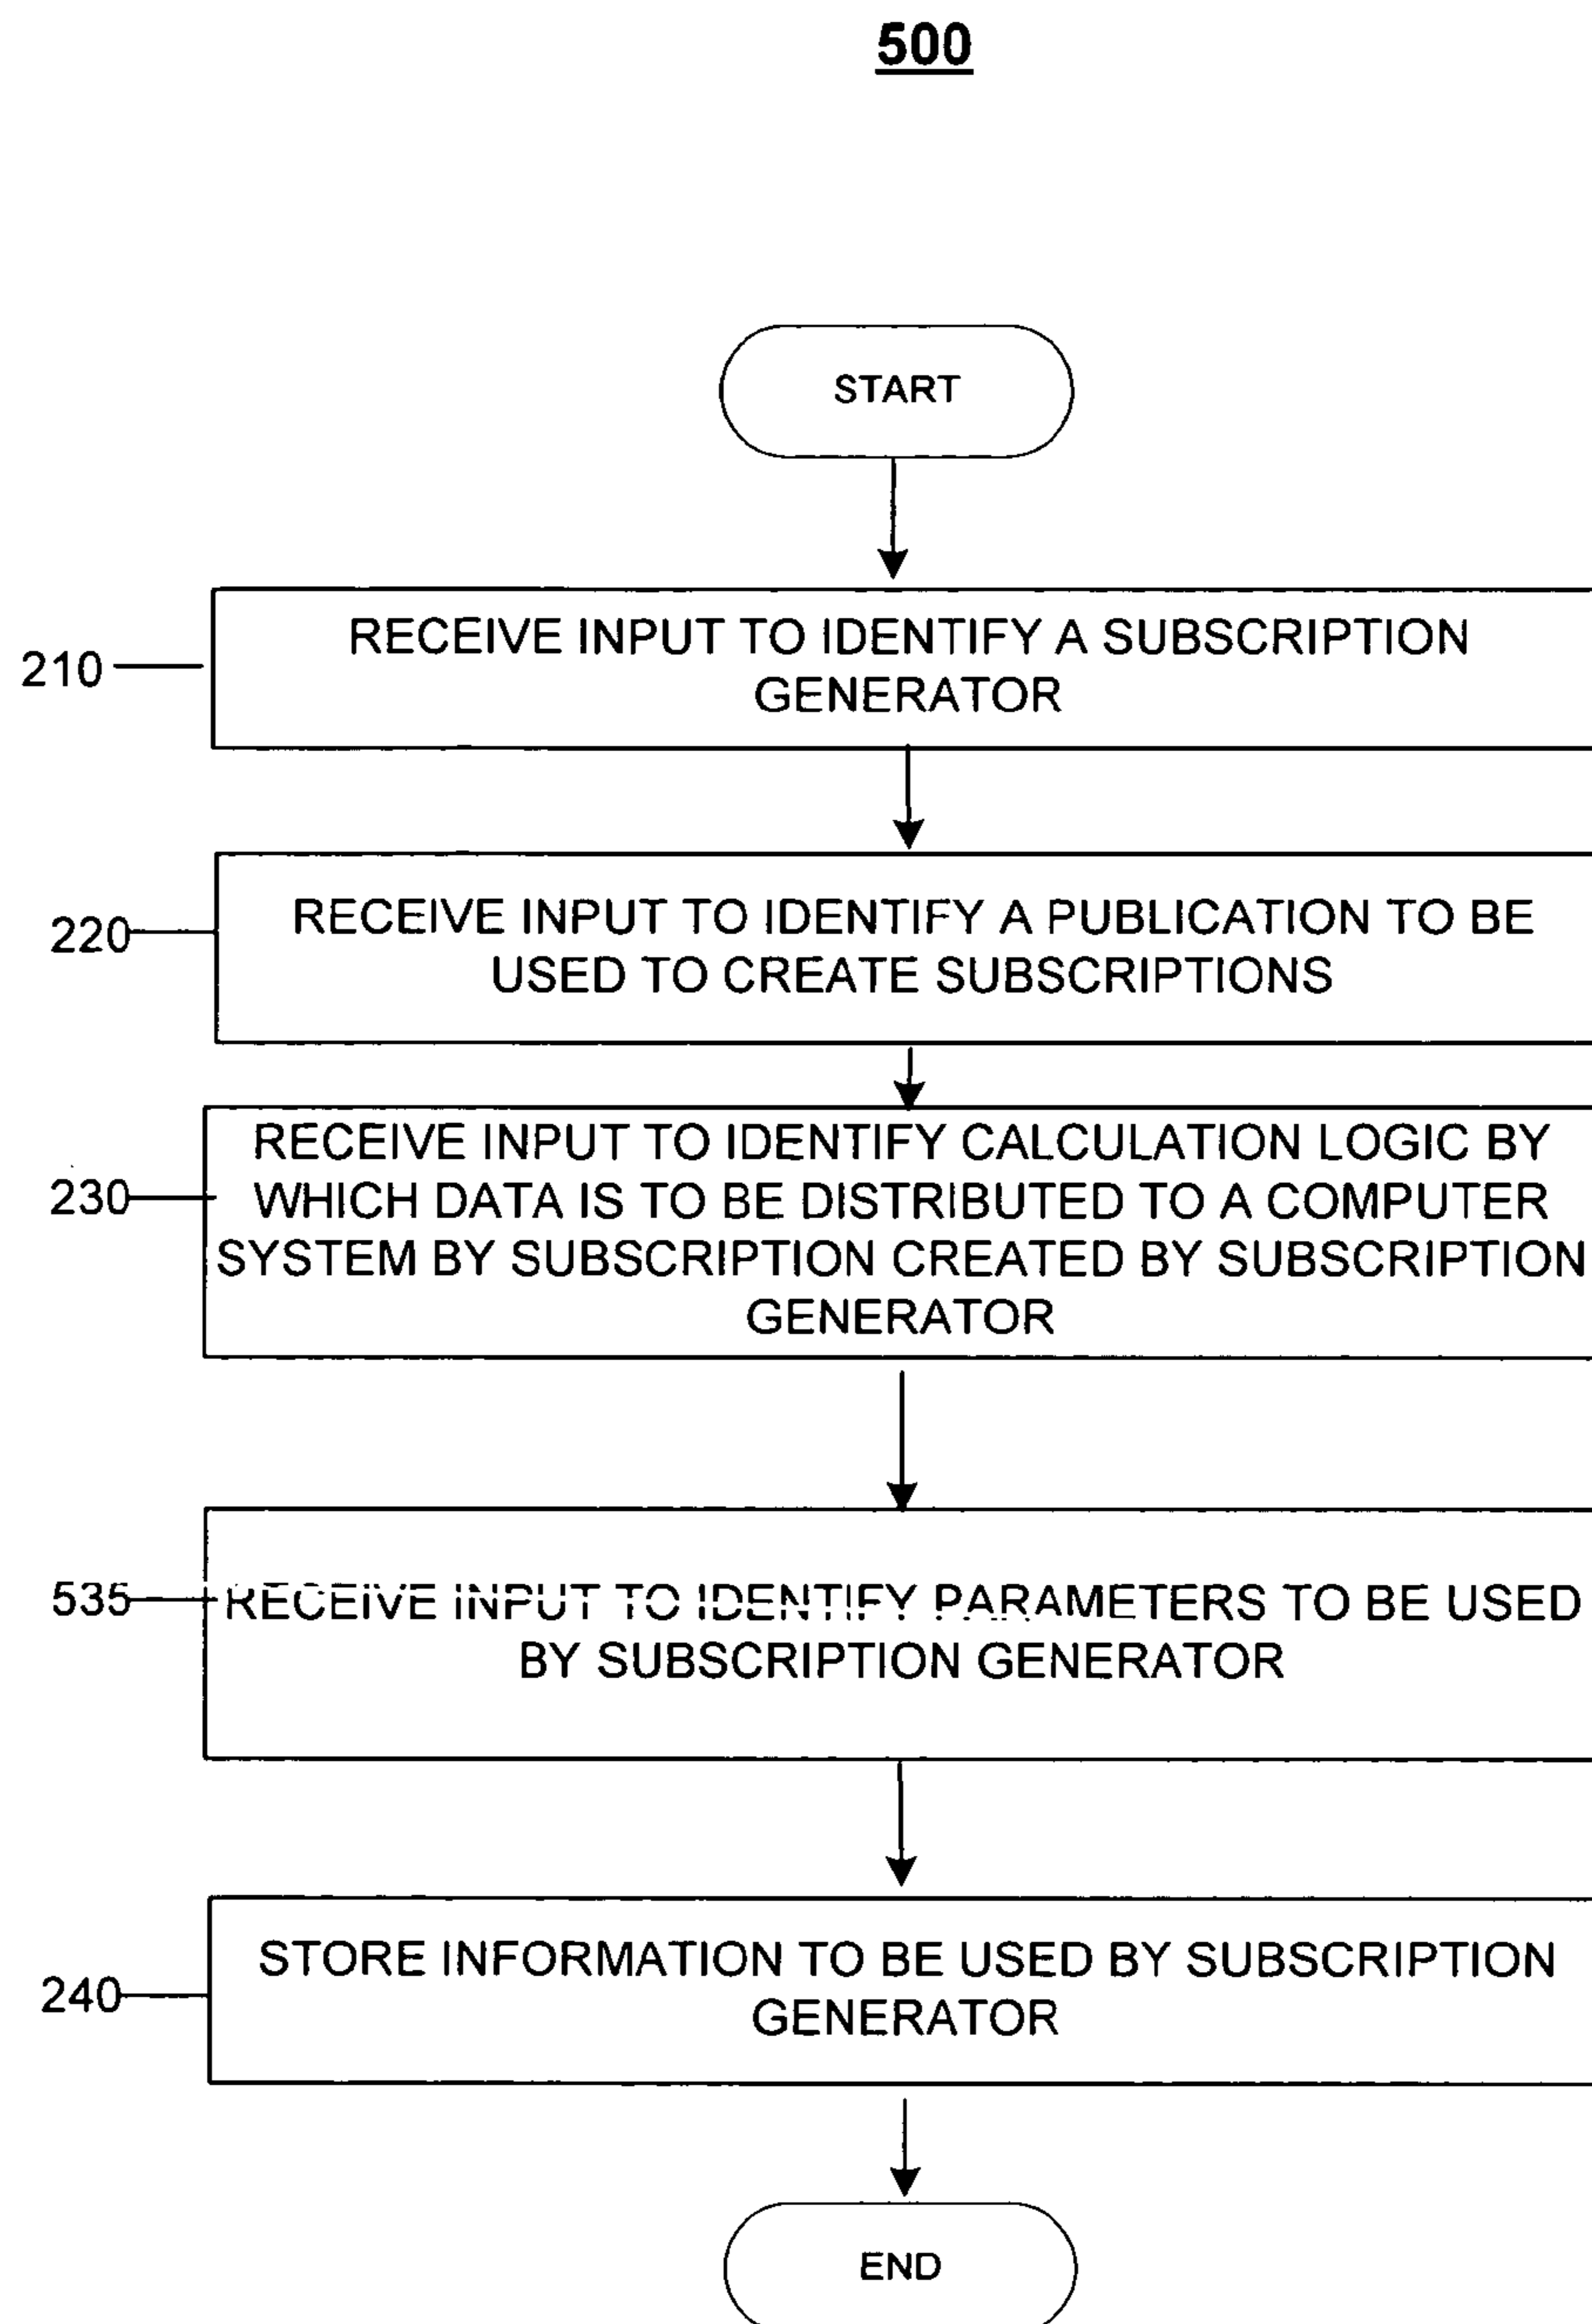 500
START
210
RECEIVE INPUT TO IDENTIFY A SUBSCRIPTION
GENERATOR
220
RECEIVE INPUT TO IDENTIFY A PUBLICATION TO BE
USED TO CREATE SUBSCRIPTIONS
230
RECEIVE INPUT TO IDENTIFY CALCULATION LOGIC BY
WHICH DATA IS TO BE DISTRIBUTED TO A COMPUTER
SYSTEM BY SUBSCRIPTION CREATED BY SUBSCRIPTION
GENERATOR
535
RECEIVE INPUT TO IDENTIFY PARAMETERS TO BE USED
BY SUBSCRIPTION GENERATOR
240
STORE INFORMATION TO BE USED BY SUBSCRIPTION
GENERATOR
END